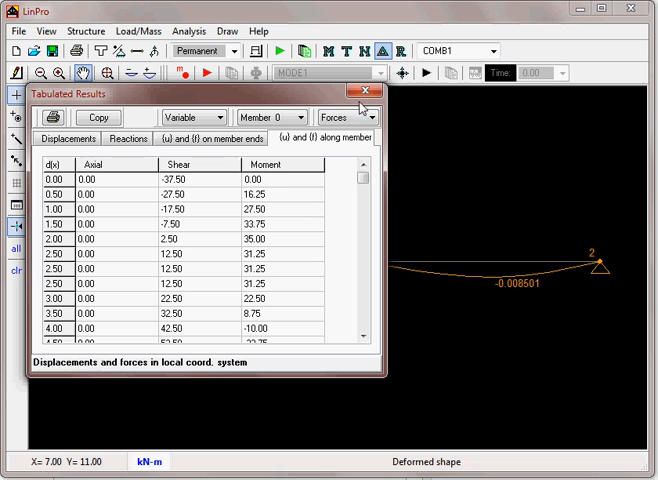 LinPro
File View Structure Load/Mass Analysis Draw Help
Permanent M T N R COMB1
MODE1 Time: 0.00
Tabulated Results
Copy Variable Member 0 Forces
Displacements Reactions {u} and {f} on member ends {u} and {f} along member
d(x) Axial Shear Moment
0.00 0.00 -37.50 0.00
0.50 0.00 -27.50 16.25
1.00 0.00 -17.50 27.50
1.50 0.00 -7.50 33.75
2.00 0.00 2.50 35.00
2.50 0.00 12.50 31.25
2.50 0.00 12.50 31.25
2.50 0.00 12.50 31.25
3.00 0.00 22.50 22.50
3.50 0.00 32.50 8.75
4.00 0.00 42.50 -10.00
Displacements and forces in local coord. system
all
clr
2
-0.008501
X= 7.00 Y= 11.00 kN-m Deformed shape